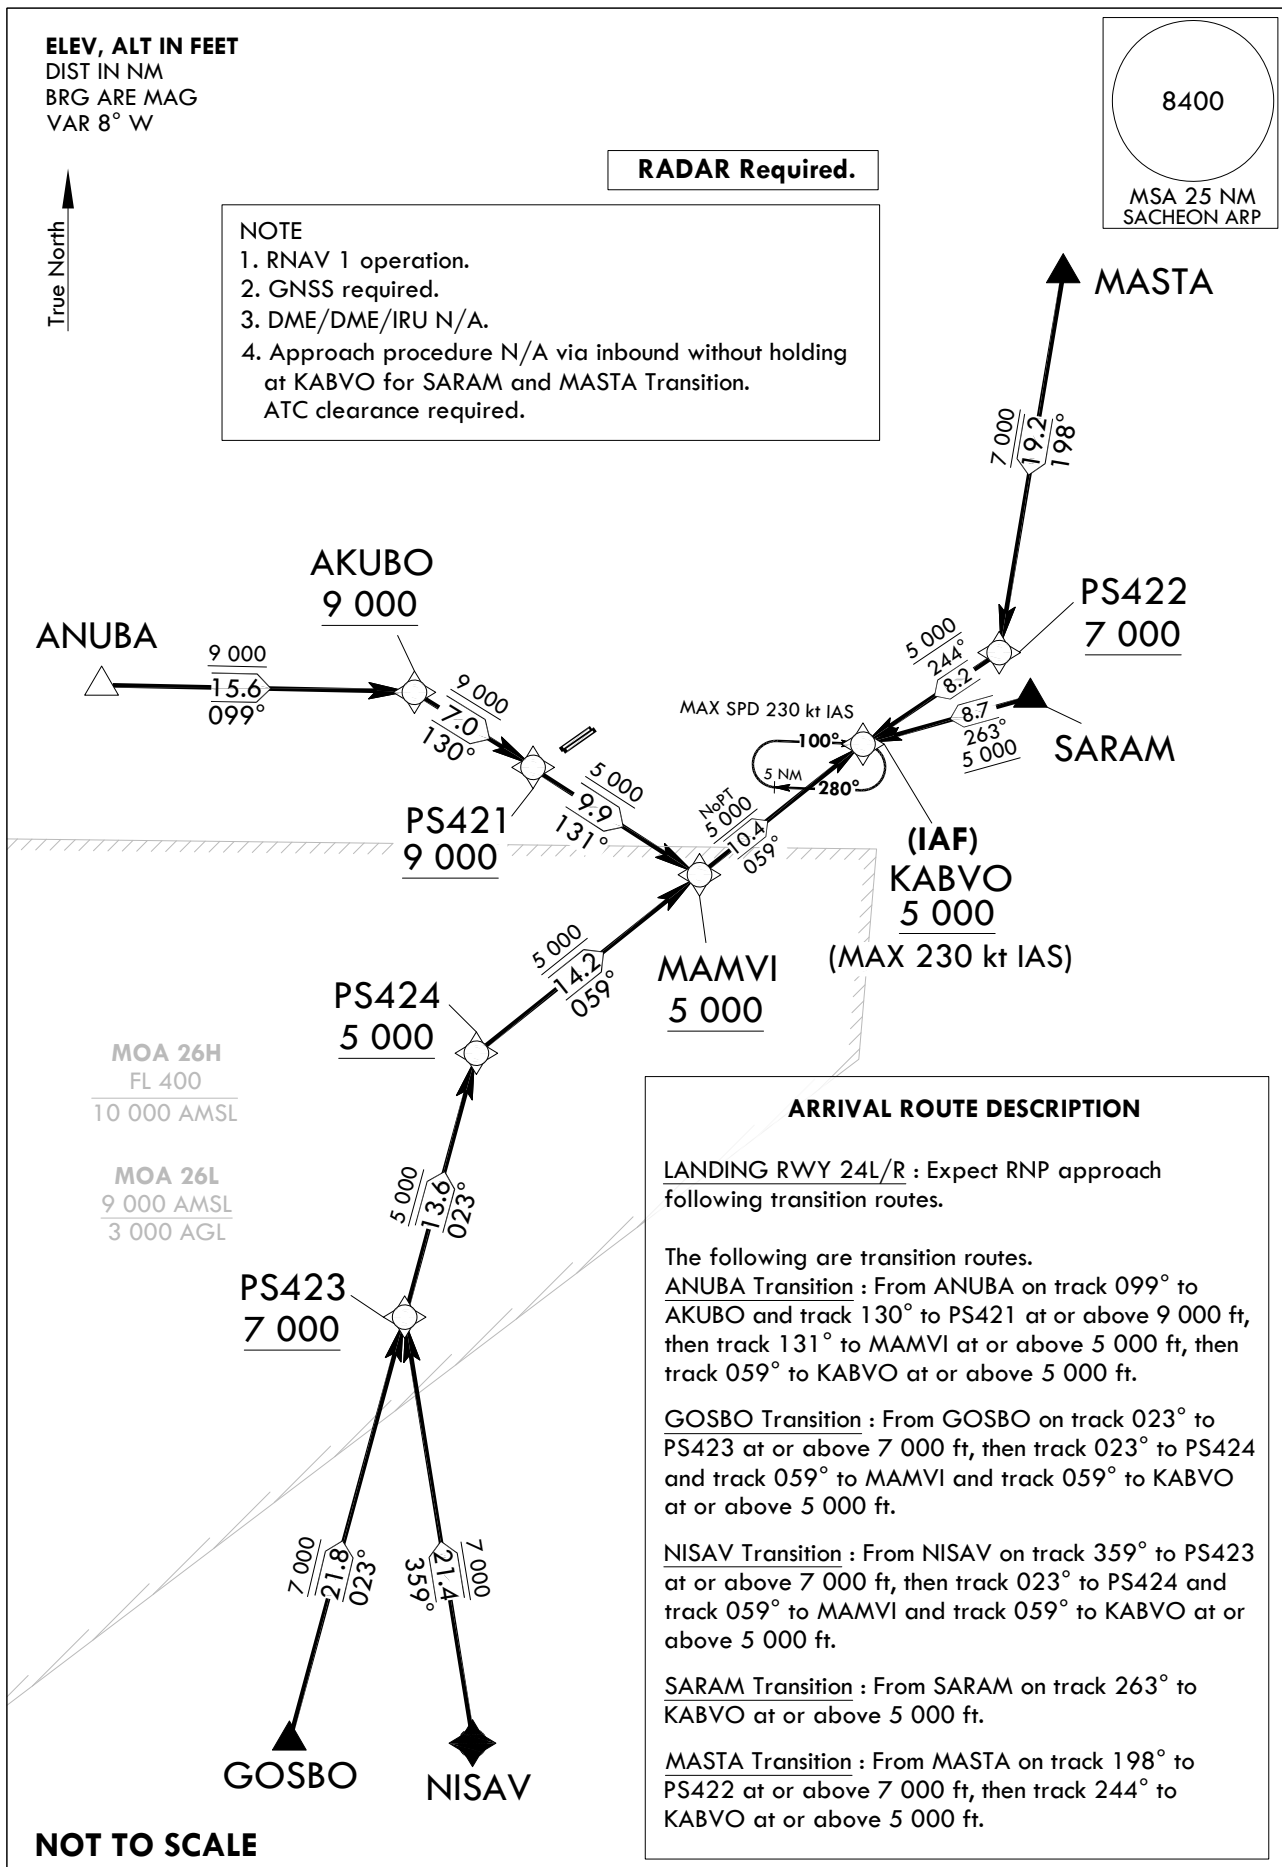 ELEV, ALT IN FEET
DIST IN NM
BRG ARE MAG
VAR 8° W
True North
RADAR Required.
8400
MSA 25 NM
SACHEON ARP
NOTE
1. RNAV 1 operation.
2. GNSS required.
3. DME/DME/IRU N/A.
4. Approach procedure N/A via inbound without holding
at KABVO for SARAM and MASTA Transition.
ATC clearance required.
MASTA
7 000
19.2
198°
AKUBO
9 000
ANUBA
9 000
15.6
099°
9 000
7.0
130°
PS422
7 000
5 000
244°
8.2
MAX SPD 230 kt IAS
8.7
263°
5 000
SARAM
100°
5 NM
280°
PS421
9 000
5 000
9.9
131°
NoPT
5 000
10.4
059°
(IAF)
KABVO
5 000
(MAX 230 kt IAS)
MAMVI
5 000
5 000
14.2
059°
PS424
5 000
MOA 26H
FL 400
10 000 AMSL
MOA 26L
9 000 AMSL
3 000 AGL
5 000
13.6
023°
PS423
7 000
7 000
21.8
023°
7 000
21.4
359°
GOSBO
NISAV
NOT TO SCALE
ARRIVAL ROUTE DESCRIPTION
LANDING RWY 24L/R : Expect RNP approach
following transition routes.
The following are transition routes.
ANUBA Transition : From ANUBA on track 099° to
AKUBO and track 130° to PS421 at or above 9 000 ft,
then track 131° to MAMVI at or above 5 000 ft, then
track 059° to KABVO at or above 5 000 ft.
GOSBO Transition : From GOSBO on track 023° to
PS423 at or above 7 000 ft, then track 023° to PS424
and track 059° to MAMVI and track 059° to KABVO
at or above 5 000 ft.
NISAV Transition : From NISAV on track 359° to PS423
at or above 7 000 ft, then track 023° to PS424 and
track 059° to MAMVI and track 059° to KABVO at or
above 5 000 ft.
SARAM Transition : From SARAM on track 263° to
KABVO at or above 5 000 ft.
MASTA Transition : From MASTA on track 198° to
PS422 at or above 7 000 ft, then track 244° to
KABVO at or above 5 000 ft.